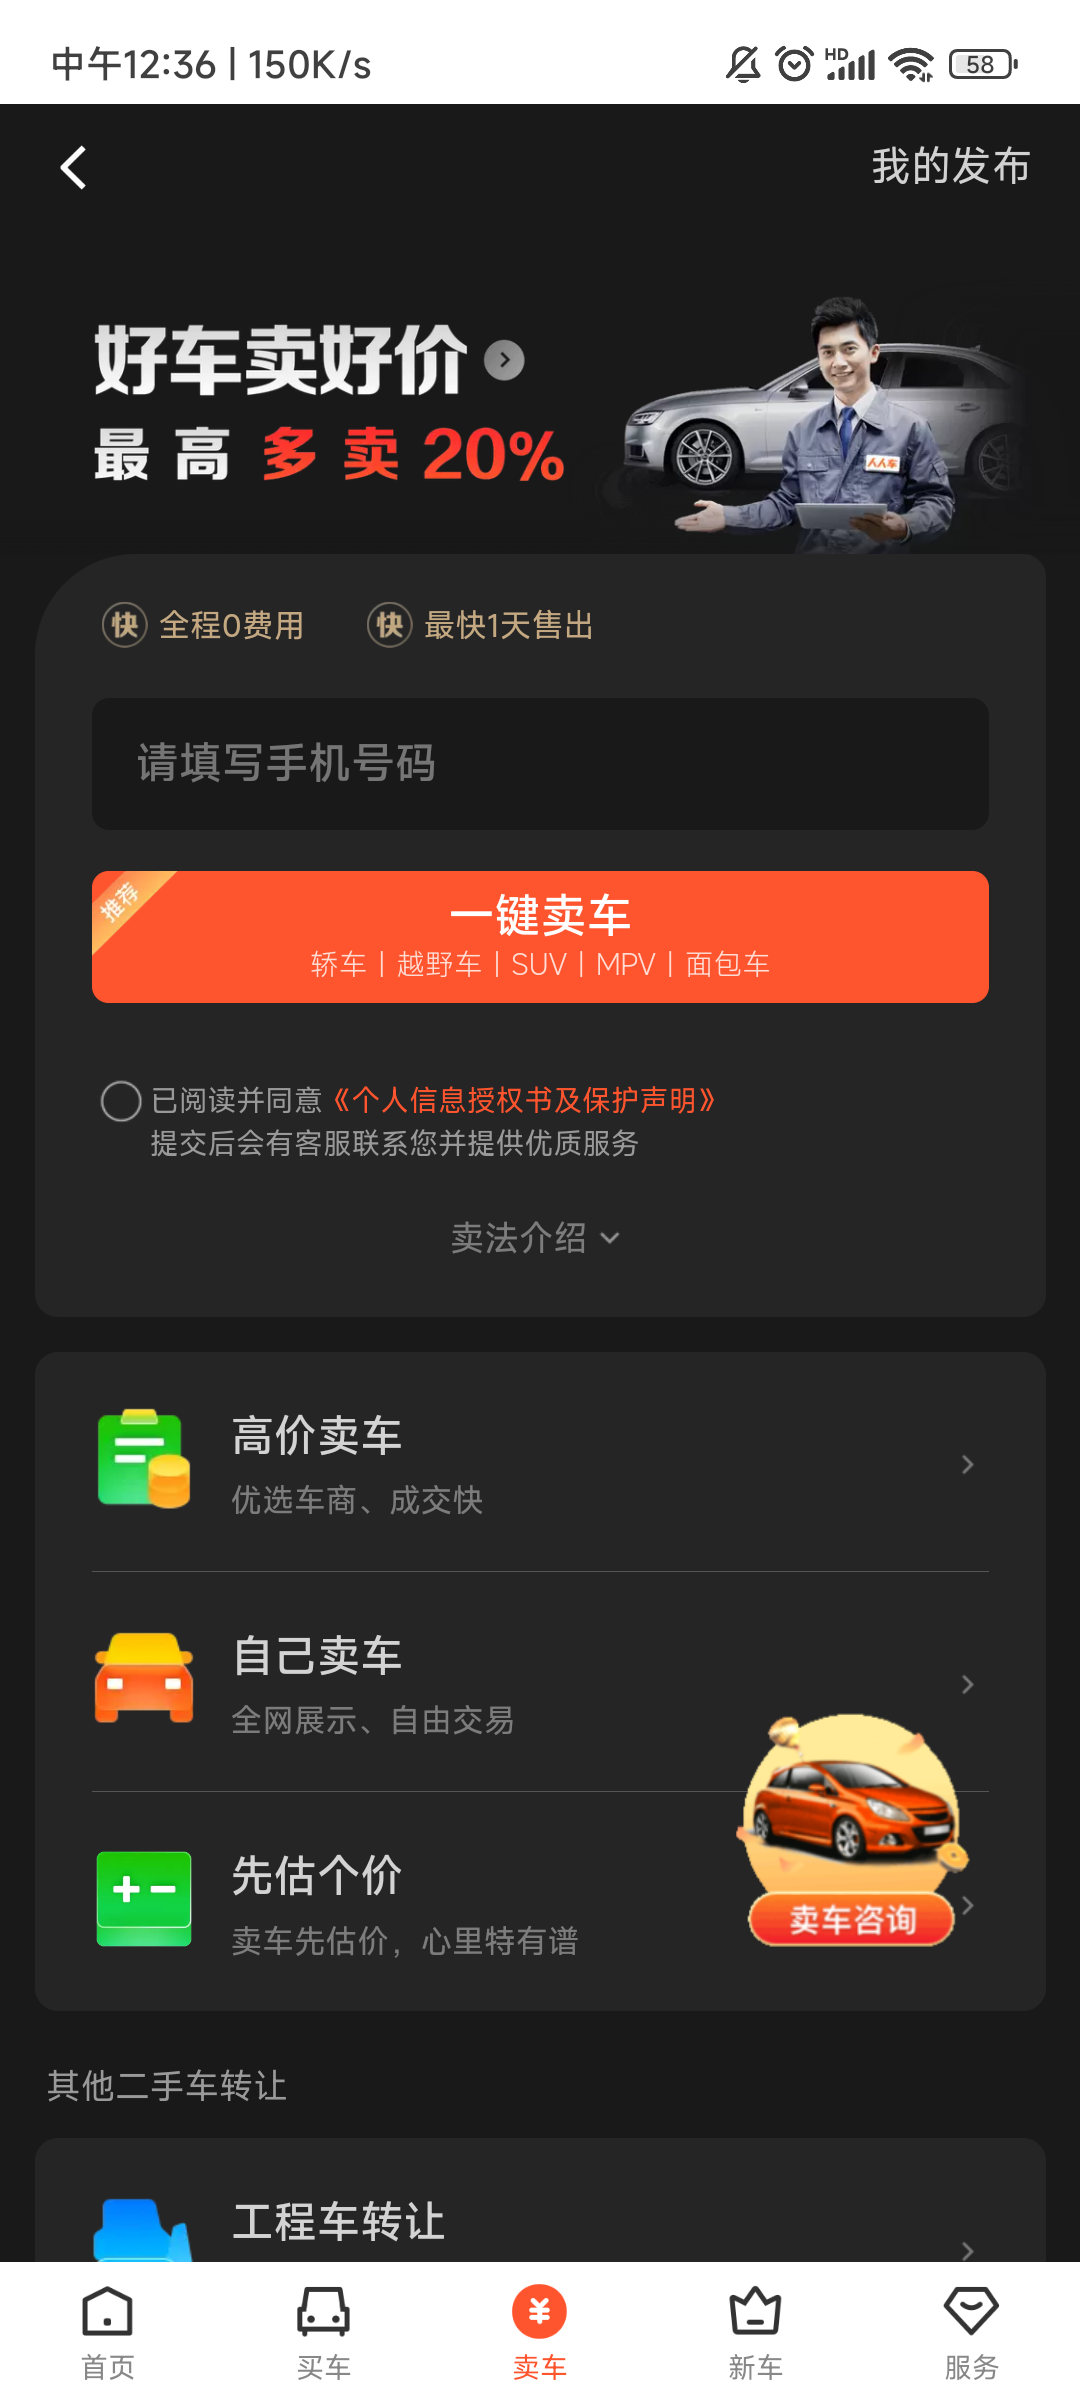 中午12:36 | 150K/s
HD
58
我的发布
好车卖好价
最高多卖20%
人人车
快 全程0费用
快 最快1天售出
请填写手机号码
推荐
一键卖车
轿车 | 越野车 | SUV | MPV | 面包车
已阅读并同意《个人信息授权书及保护声明》
提交后会有客服联系您并提供优质服务
卖法介绍
高价卖车
优选车商、成交快
自己卖车
全网展示、自由交易
先估个价
卖车先估价，心里特有谱
卖车咨询
其他二手车转让
工程车转让
首页
买车
卖车
新车
服务